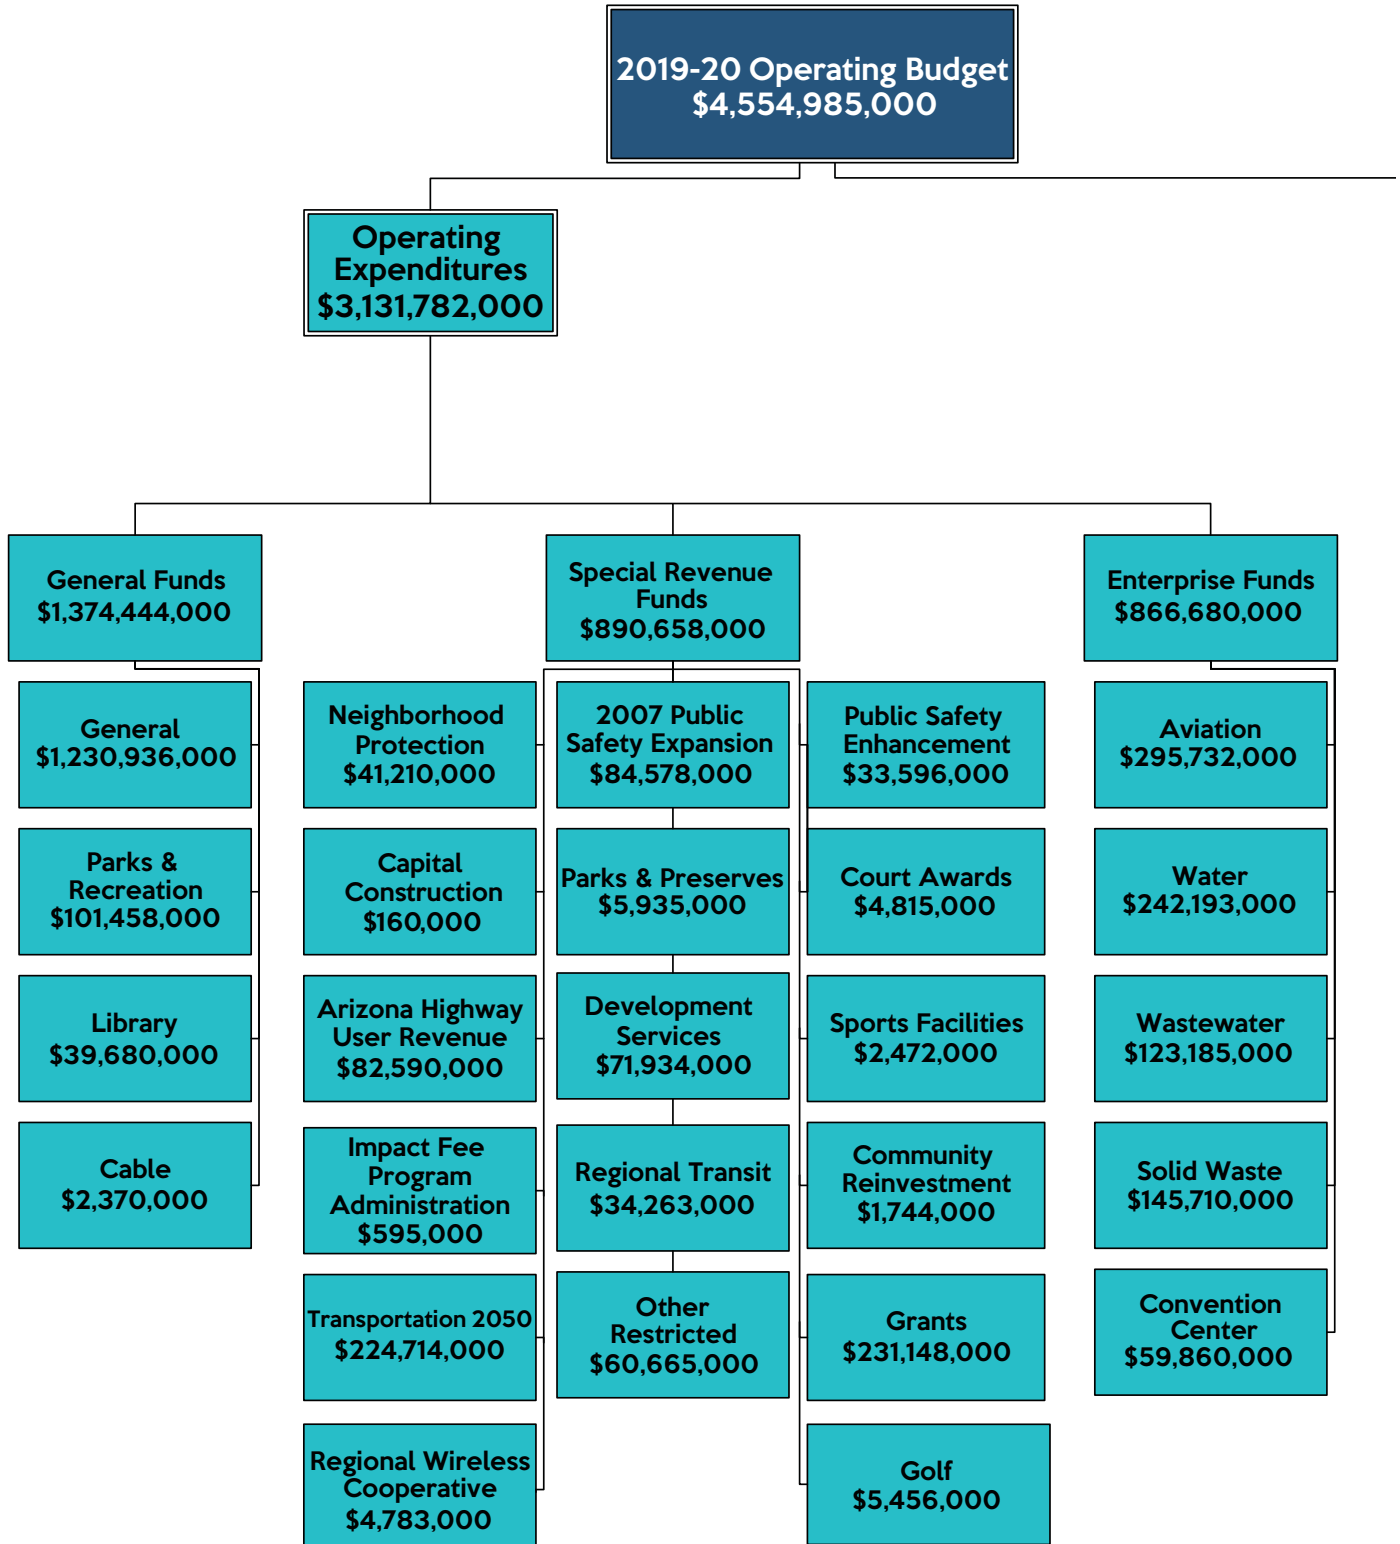 2019-20 Operating Budget
$4,554,985,000
Operating
Expenditures
$3,131,782,000
General Funds
$1,374,444,000
Special Revenue
Funds
$890,658,000
Enterprise Funds
$866,680,000
General
$1,230,936,000
Parks &
Recreation
$101,458,000
Library
$39,680,000
Cable
$2,370,000
Neighborhood
Protection
$41,210,000
Capital
Construction
$160,000
Arizona Highway
User Revenue
$82,590,000
Impact Fee
Program
Administration
$595,000
Transportation 2050
$224,714,000
Regional Wireless
Cooperative
$4,783,000
2007 Public
Safety Expansion
$84,578,000
Parks & Preserves
$5,935,000
Development
Services
$71,934,000
Regional Transit
$34,263,000
Other
Restricted
$60,665,000
Public Safety
Enhancement
$33,596,000
Court Awards
$4,815,000
Sports Facilities
$2,472,000
Community
Reinvestment
$1,744,000
Grants
$231,148,000
Golf
$5,456,000
Aviation
$295,732,000
Water
$242,193,000
Wastewater
$123,185,000
Solid Waste
$145,710,000
Convention
Center
$59,860,000